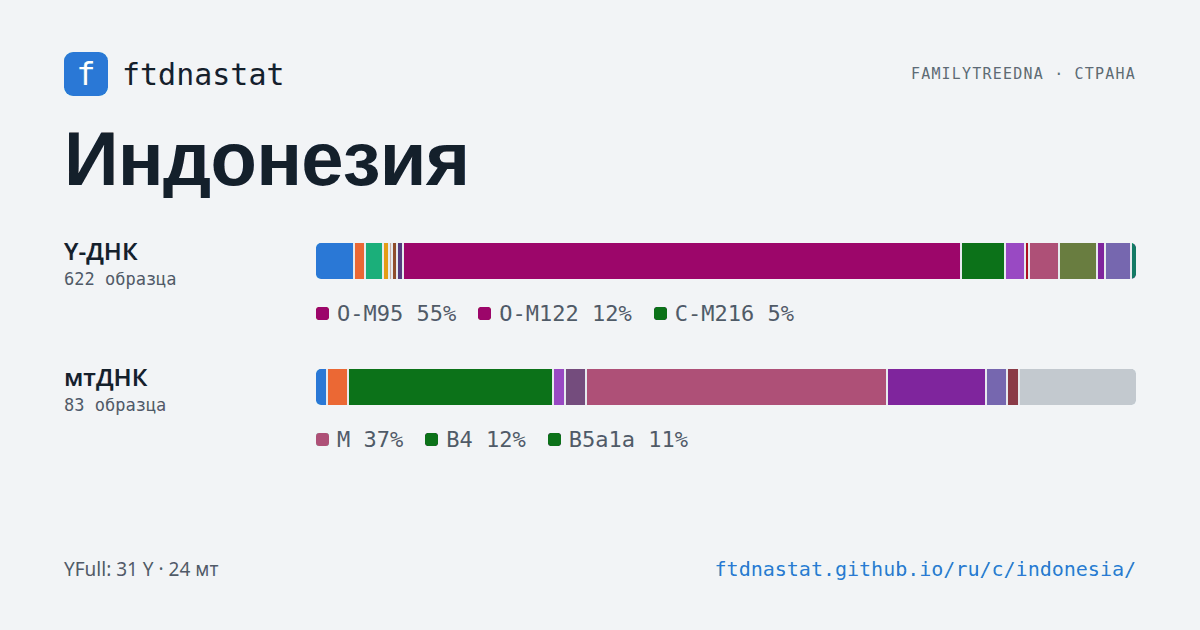 f ftdnastat
FAMILYTREEDNA · СТРАНА
Индонезия
Y-ДНК
622 образца
O-M95 55% O-M122 12% C-M216 5%
мтДНК
83 образца
M 37% B4 12% B5a1a 11%
YFull: 31 Y · 24 мт
ftdnastat.github.io/ru/c/indonesia/